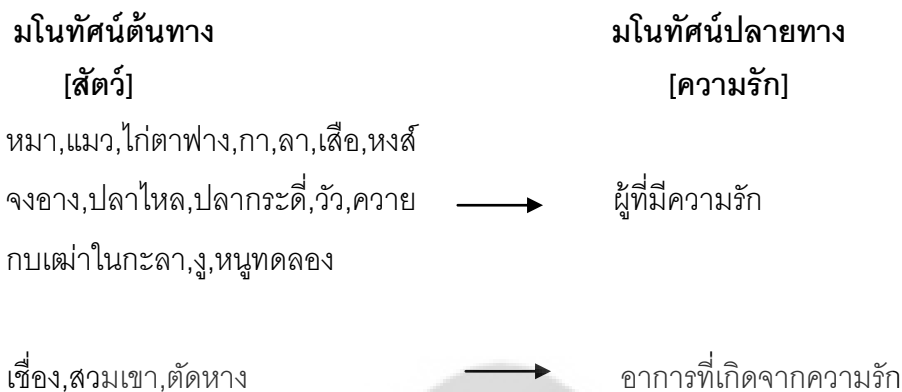 มโนทัศน์ต้นทาง มโนทัศน์ปลายทาง
[สัตว์] [ความรัก]
หมา,แมว,ไก่ตาฟาง,กา,ลา,เสือ,หงส์
จงอาง,ปลาไหล,ปลากระดี่,วัว,ควาย ผู้ที่มีความรัก
กบเฒ่าในกะลา,งู,หนูทดลอง
เชื่อง,สวมเขา,ตัดหาง อาการที่เกิดจากความรัก